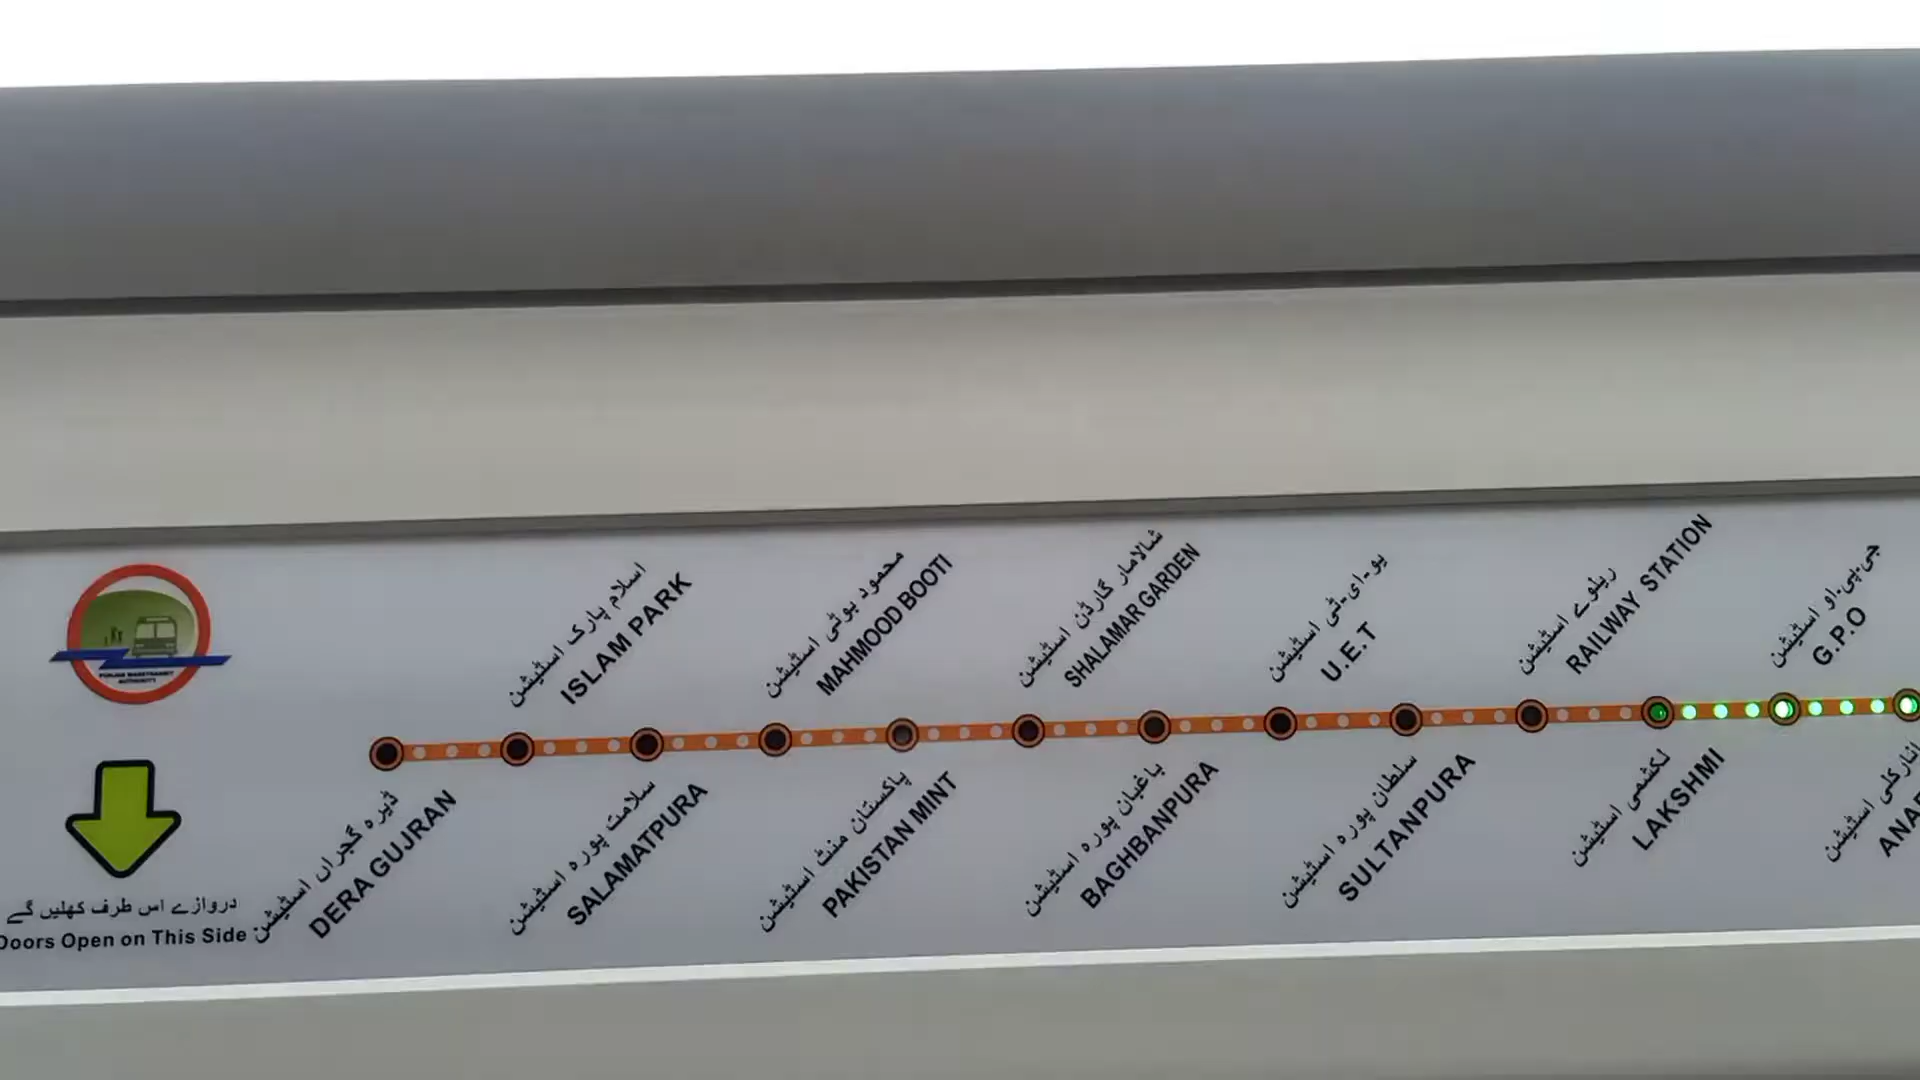 PUNJAB MASSTRANSIT
AUTHORITY
دروازے اس طرف کھلیں گے
Doors Open on This Side
ڈیرہ گجراں اسٹیشن
DERA GUJRAN
اسلام پارک اسٹیشن
ISLAM PARK
سلامت پورہ اسٹیشن
SALAMATPURA
محمود بوٹی اسٹیشن
MAHMOOD BOOTI
پاکستان منٹ اسٹیشن
PAKISTAN MINT
شالامار گارڈن اسٹیشن
SHALAMAR GARDEN
باغبان پورہ اسٹیشن
BAGHBANPURA
یو-ای-ٹی اسٹیشن
U.E.T
سلطان پورہ اسٹیشن
SULTANPURA
ریلوے اسٹیشن
RAILWAY STATION
لکشمی اسٹیشن
LAKSHMI
جی-پی-او اسٹیشن
G.P.O
انارکلی اسٹیشن